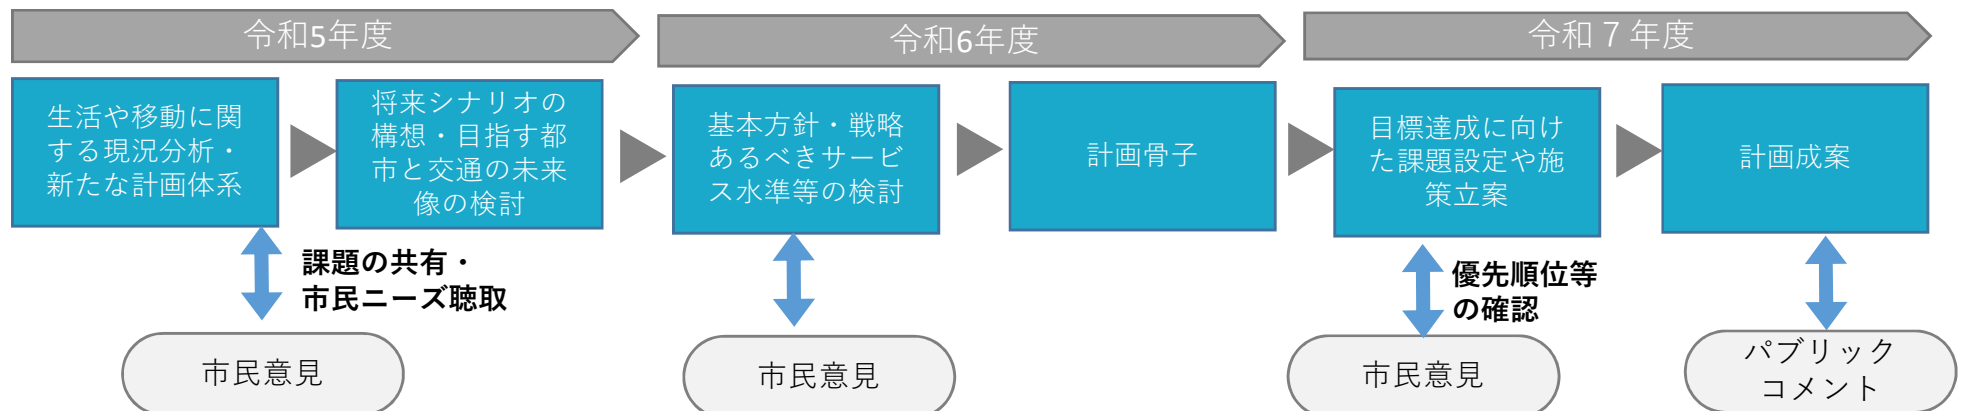 令和5年度
令和6年度
令和７年度
生活や移動に関
する現況分析・
新たな計画体系
将来シナリオの
構想・目指す都
市と交通の未来
像の検討
基本方針・戦略
あるべきサービ
ス水準等の検討
計画骨子
目標達成に向け
た課題設定や施
策立案
計画成案
課題の共有・
市民ニーズ聴取
優先順位等
の確認
市民意見
市民意見
市民意見
パブリック
コメント